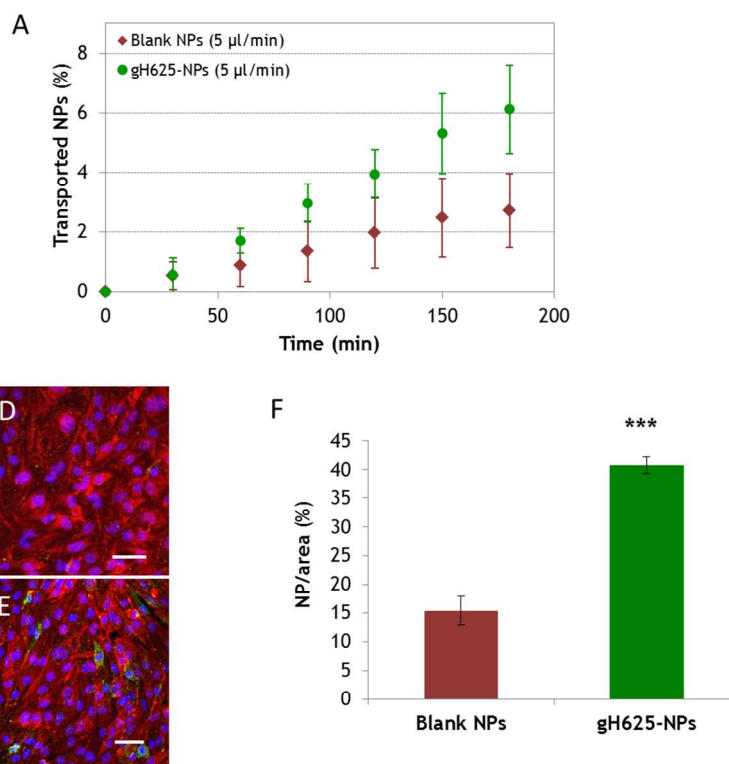 A
Blank NPs (5 µl/min)
gH625-NPs (5 µl/min)
Transported NPs (%)
8
6
4
2
0
0 50 100 150 200
Time (min)
D
E
F
***
NP/area (%)
45
40
35
30
25
20
15
10
5
0
Blank NPs gH625-NPs